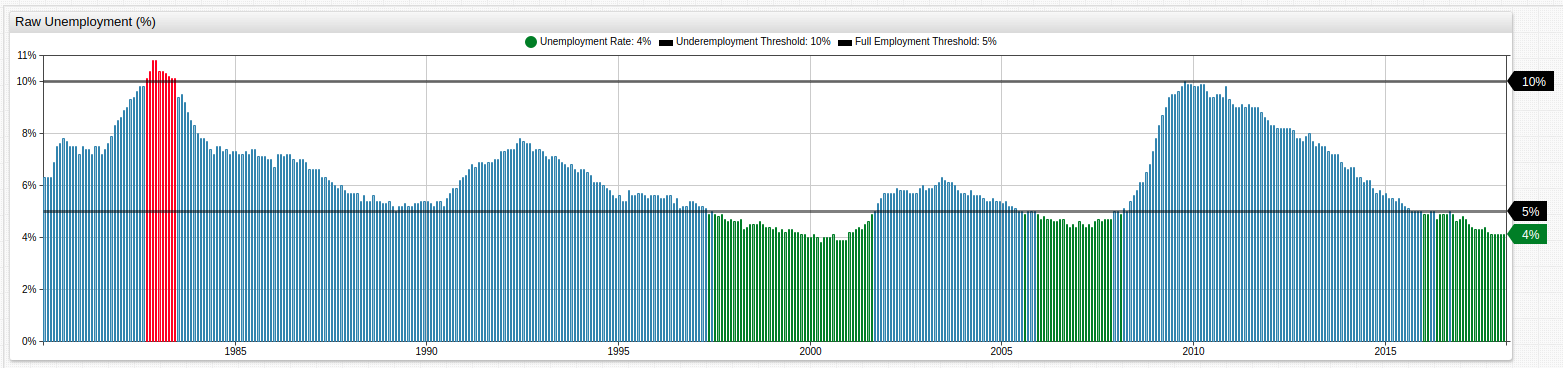 Raw Unemployment (%)
Unemployment Rate: 4% Underemployment Threshold: 10% Full Employment Threshold: 5%
11%
10% 10%
8%
6%
5%
4% 4%
2%
0%
1985 1990 1995 2000 2005 2010 2015